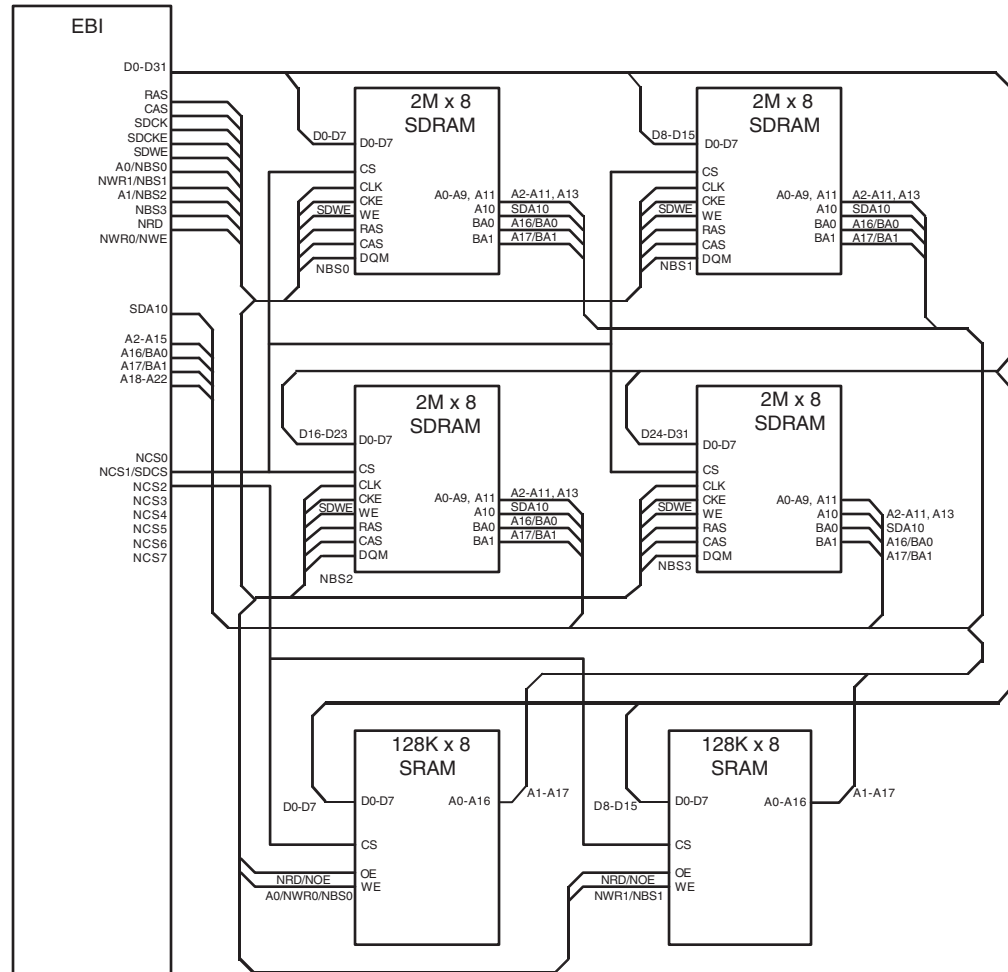 EBI
D0-D31
RAS
CAS
SDCK
SDCKE
SDWE
A0/NBS0
NWR1/NBS1
A1/NBS2
NBS3
NRD
NWR0/NWE
SDA10
A2-A15
A16/BA0
A17/BA1
A18-A22
NCS0
NCS1/SDCS
NCS2
NCS3
NCS4
NCS5
NCS6
NCS7
2M x 8
SDRAM
D0-D7
D0-D7
CS
CLK
CKE
SDWE
WE
RAS
CAS
DQM
NBS0
A0-A9, A11
A10
BA0
BA1
A2-A11, A13
SDA10
A16/BA0
A17/BA1
2M x 8
SDRAM
D8-D15
D0-D7
CS
CLK
CKE
SDWE
WE
RAS
CAS
DQM
NBS1
A0-A9, A11
A10
BA0
BA1
A2-A11, A13
SDA10
A16/BA0
A17/BA1
2M x 8
SDRAM
D16-D23
D0-D7
CS
CLK
CKE
SDWE
WE
RAS
CAS
DQM
NBS2
A0-A9, A11
A10
BA0
BA1
A2-A11, A13
SDA10
A16/BA0
A17/BA1
2M x 8
SDRAM
D24-D31
D0-D7
CS
CLK
CKE
SDWE
WE
RAS
CAS
DQM
NBS3
A0-A9, A11
A10
BA0
BA1
A2-A11, A13
SDA10
A16/BA0
A17/BA1
128K x 8
SRAM
D0-D7
D0-D7
A0-A16
A1-A17
CS
OE
NRD/NOE
WE
A0/NWR0/NBS0
128K x 8
SRAM
D8-D15
D0-D7
A0-A16
A1-A17
CS
OE
NRD/NOE
WE
NWR1/NBS1